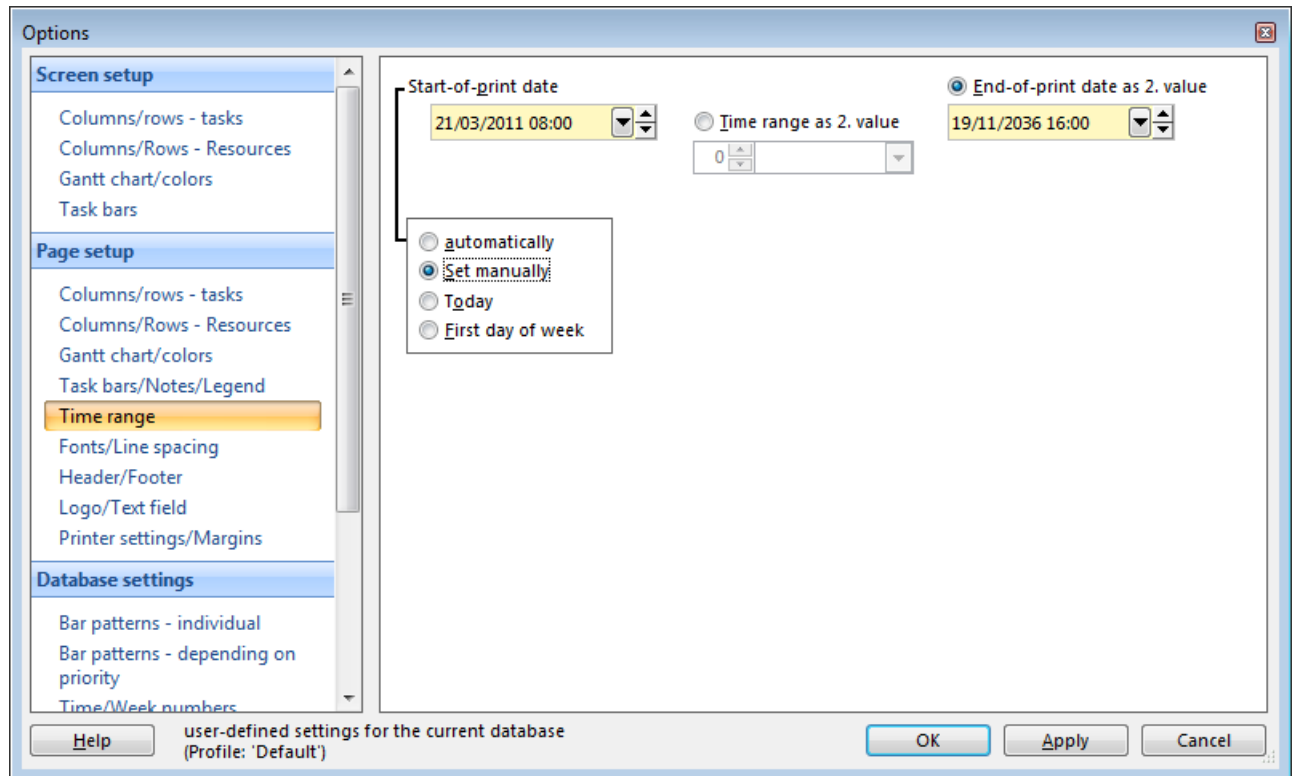 Options
Screen setup
Columns/rows - tasks
Columns/Rows - Resources
Gantt chart/colors
Task bars
Page setup
Columns/rows - tasks
Columns/Rows - Resources
Gantt chart/colors
Task bars/Notes/Legend
Time range
Fonts/Line spacing
Header/Footer
Logo/Text field
Printer settings/Margins
Database settings
Bar patterns - individual
Bar patterns - depending on
priority
Time/Week numbers
Start-of-print date
21/03/2011 08:00
Time range as 2. value
0
End-of-print date as 2. value
19/11/2036 16:00
automatically
Set manually
Today
First day of week
Help
user-defined settings for the current database
(Profile: 'Default')
OK
Apply
Cancel